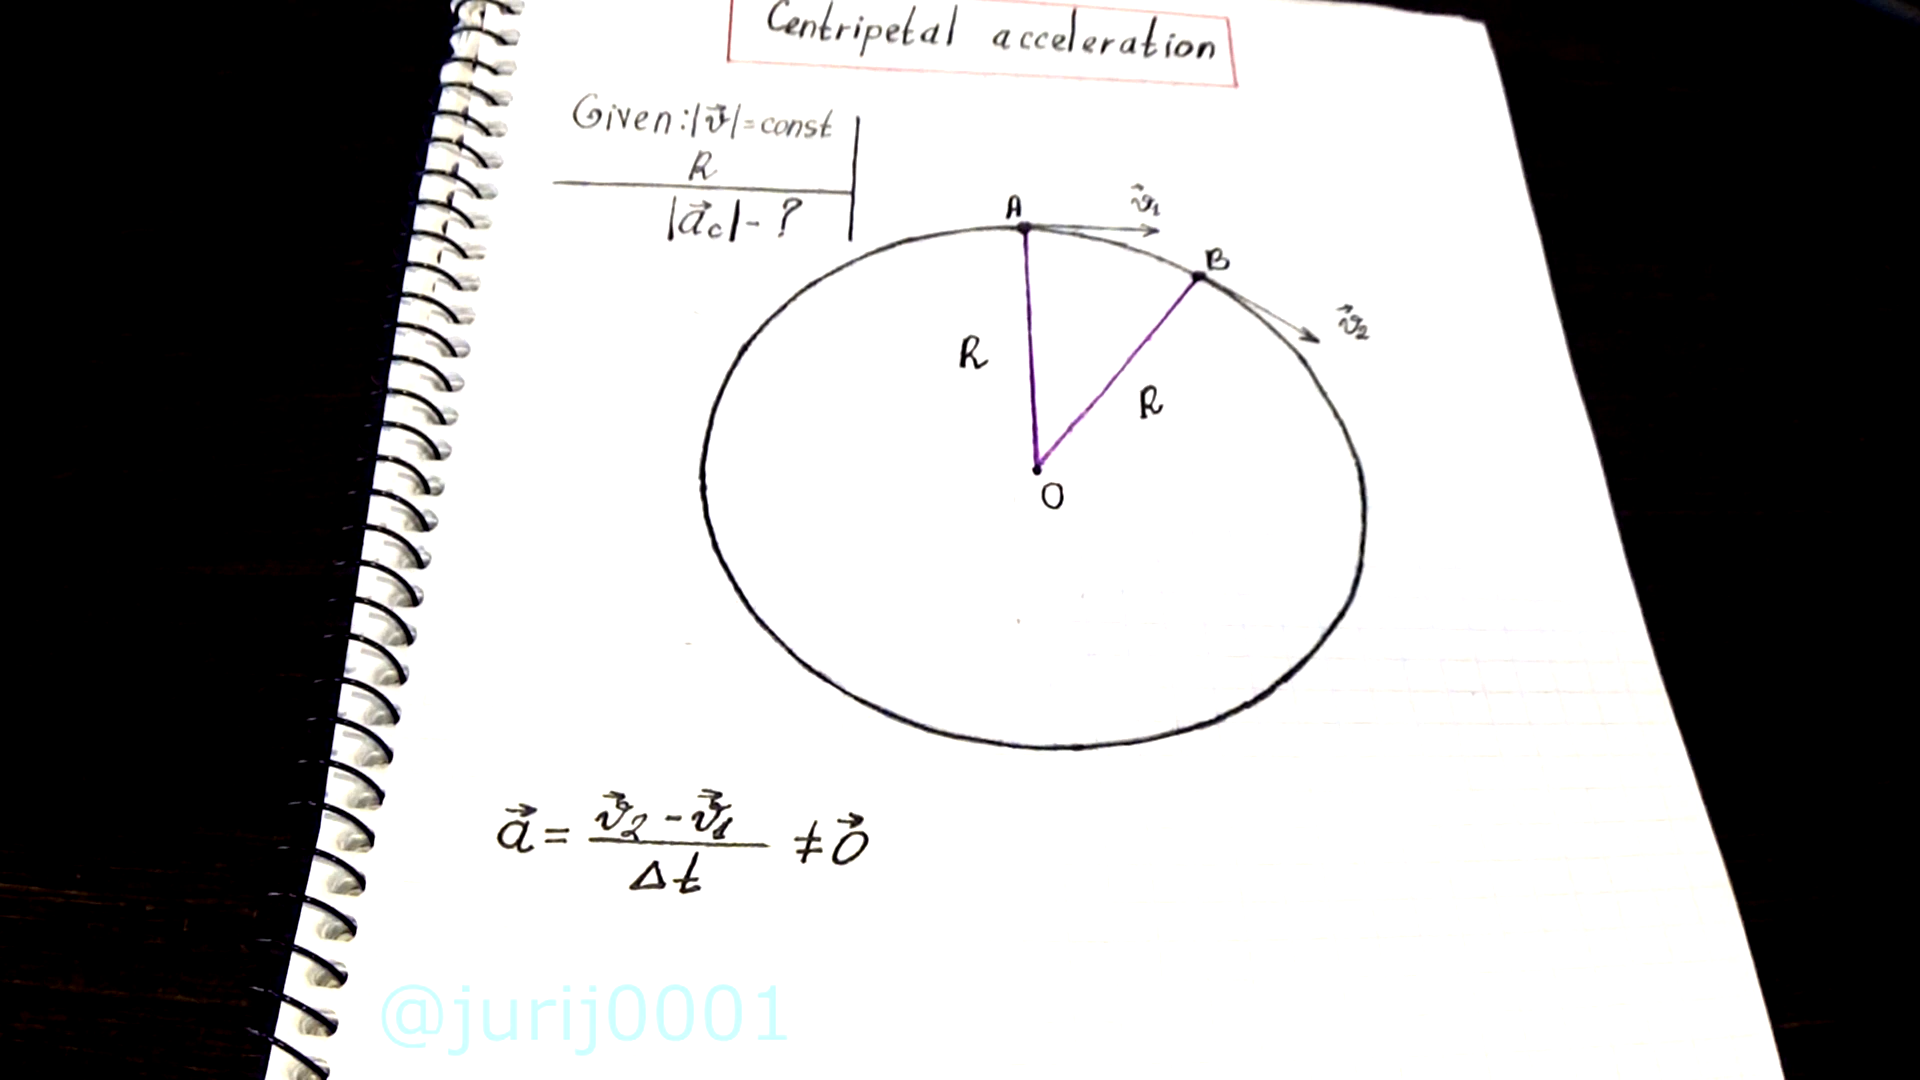 Centripetal acceleration
Given: |v⃗| = const
R
|a⃗c| - ?
A
v⃗1
B
v⃗2
R
R
O
a⃗ = (v⃗2 - v⃗1) / Δt ≠ 0⃗
@jurij0001